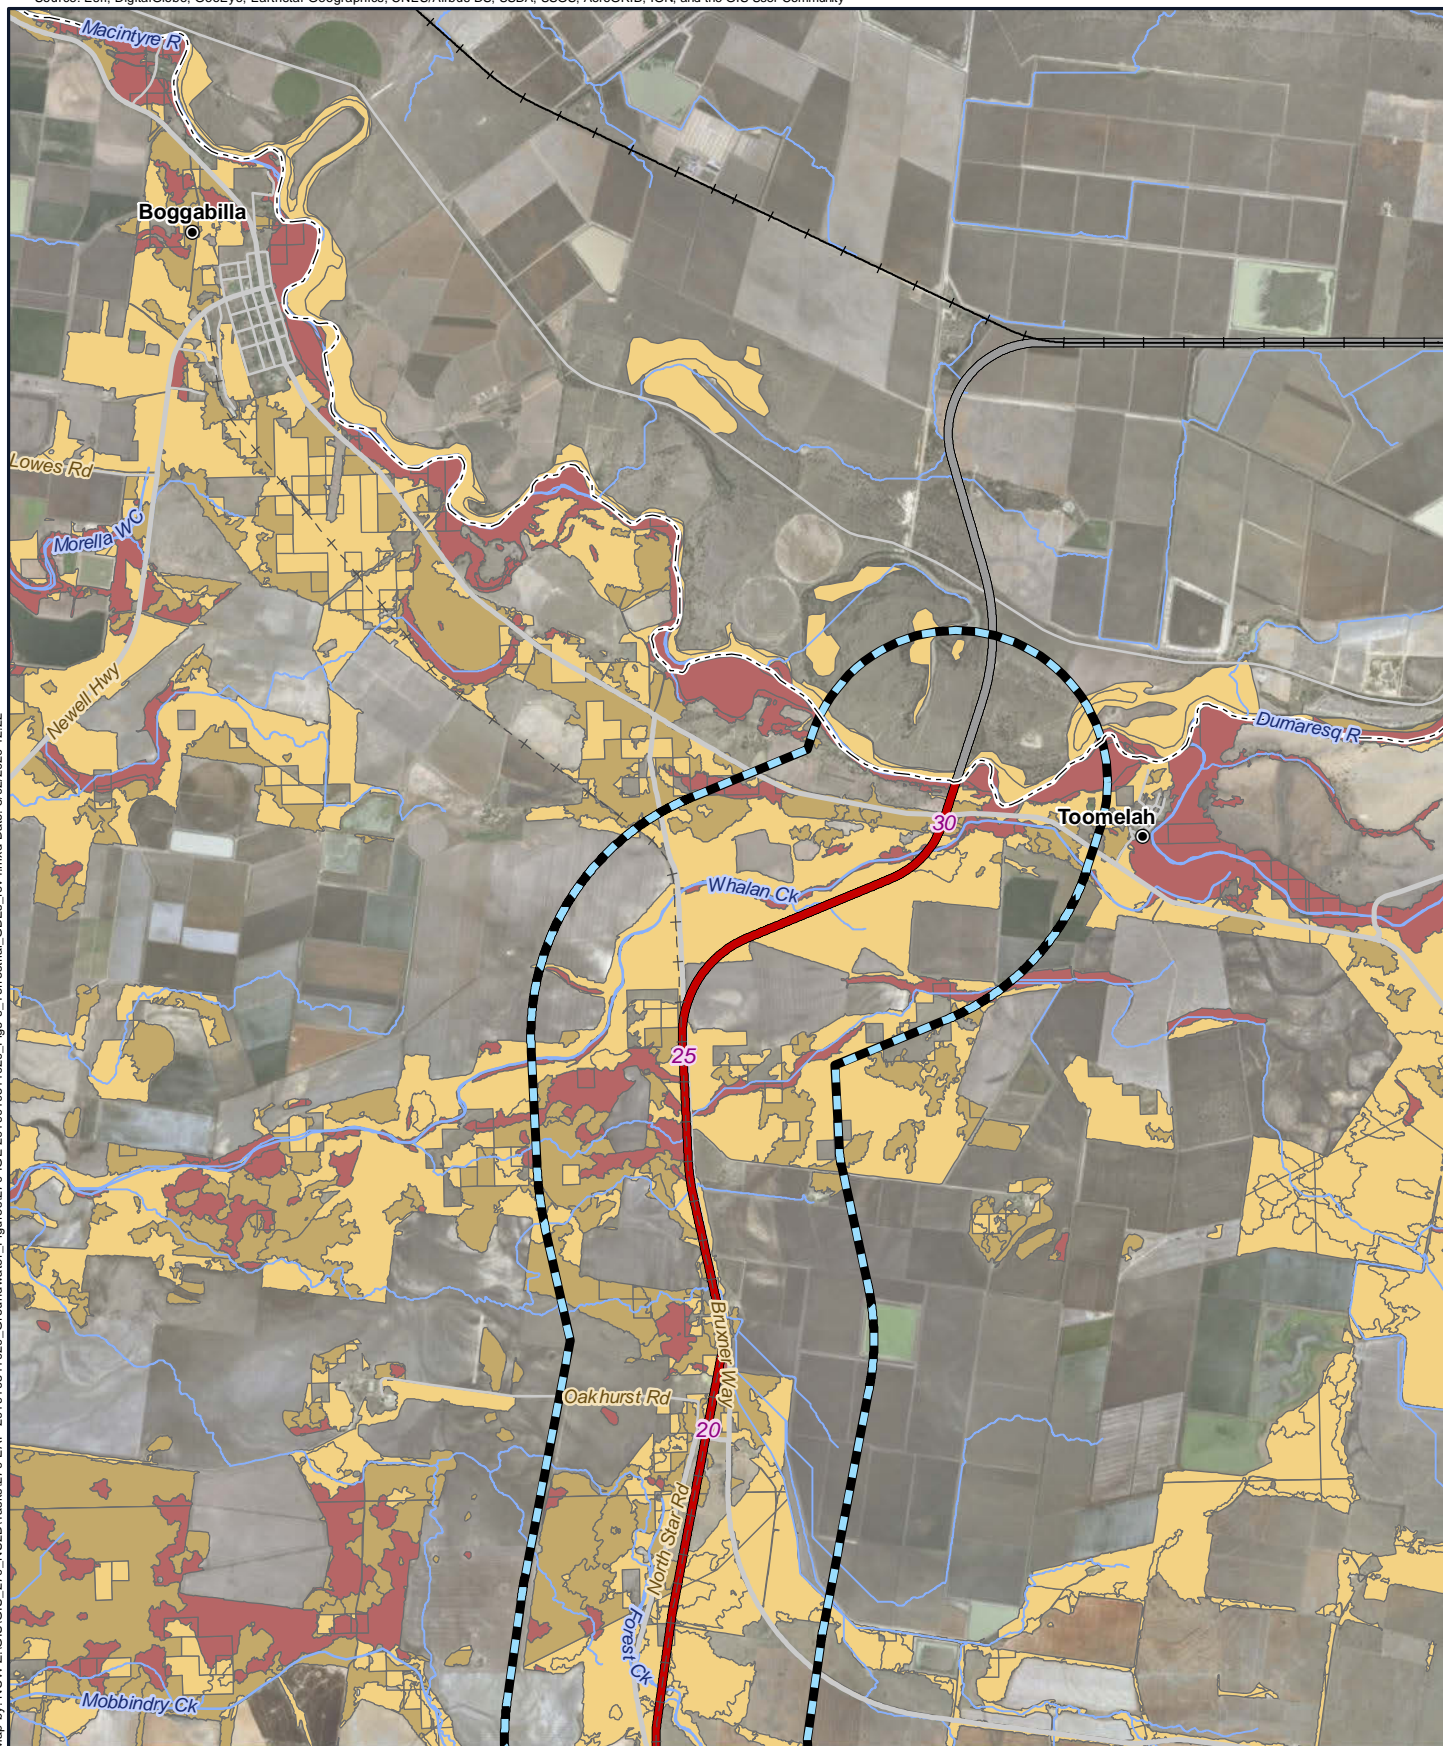 Macintyre R
Boggabilla
Lowes Rd
Morella WC
Newell Hwy
Dumaresq R
Toomelah
30
Whalan Ck
25
Bruxner Way
Oakhurst Rd
20
North Star Rd
Forest Ck
Mobbindry Ck